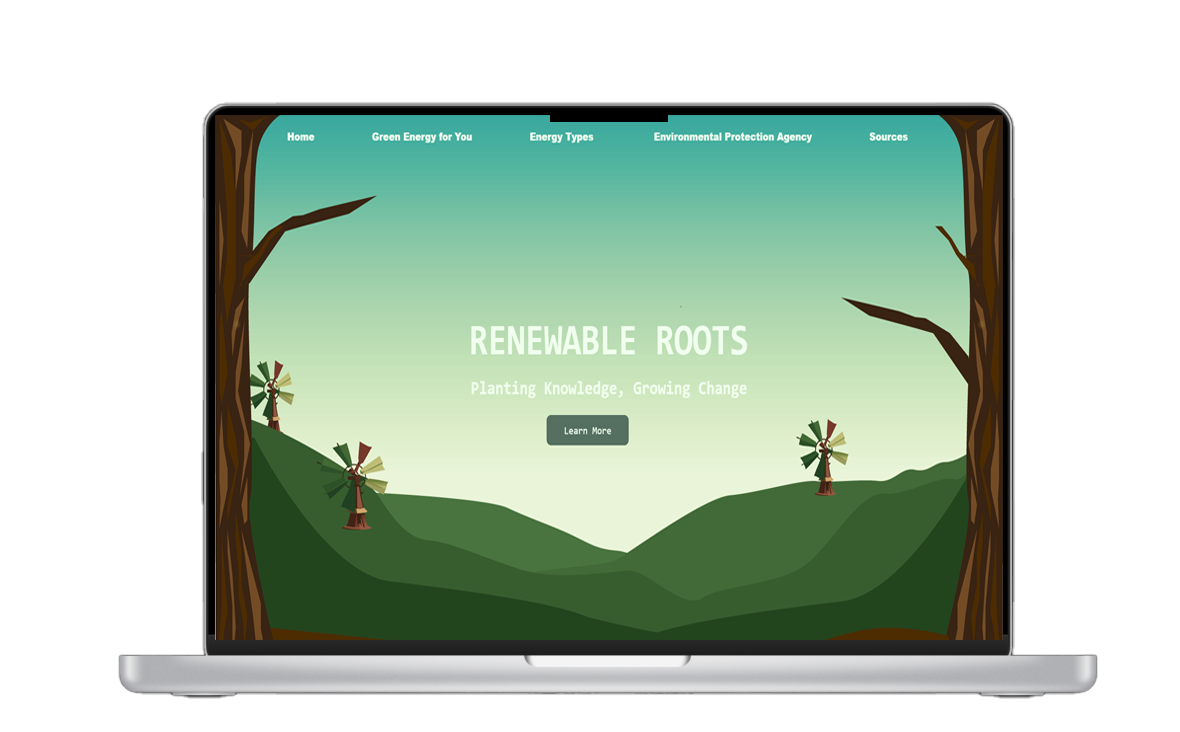 Home Green Energy for You Energy Types Environmental Protection Agency Sources
RENEWABLE ROOTS
Planting Knowledge, Growing Change
Learn More